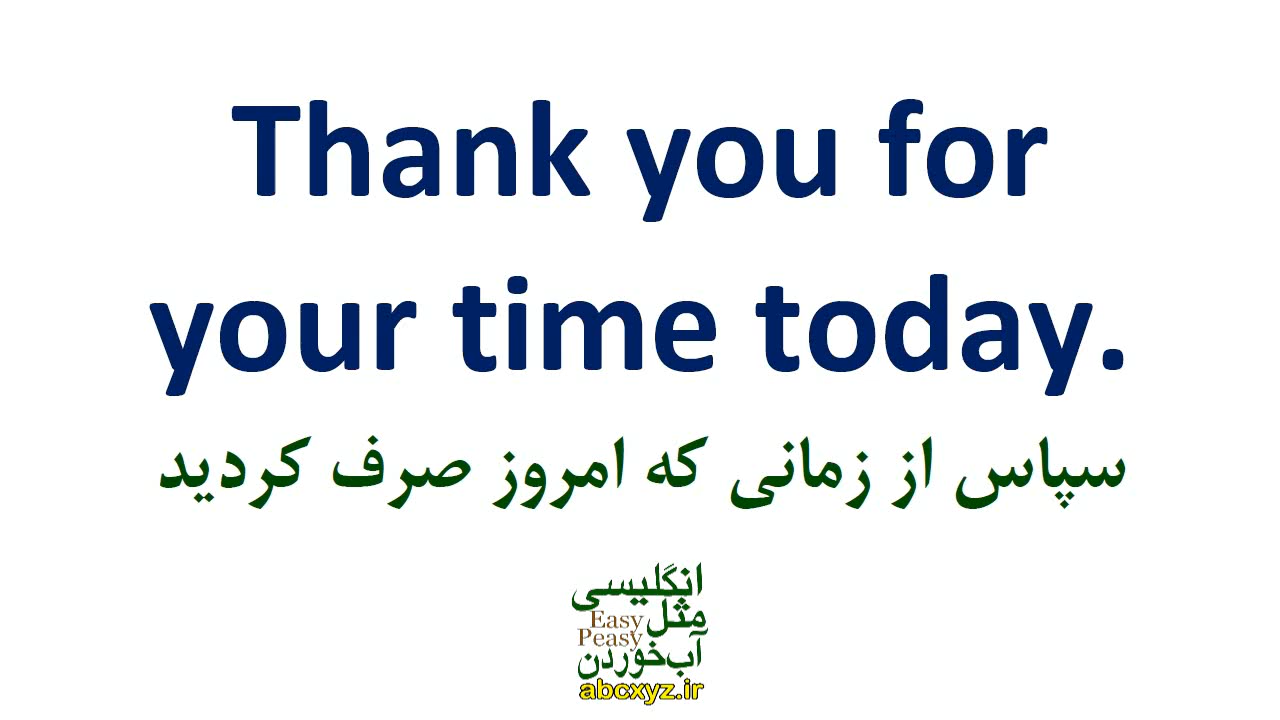 Thank you for
your time today.
سپاس از زمانی که امروز صرف کردید
انگلیسی
مثل
Easy
Peasy
آب‌خوردن
abcxyz.ir